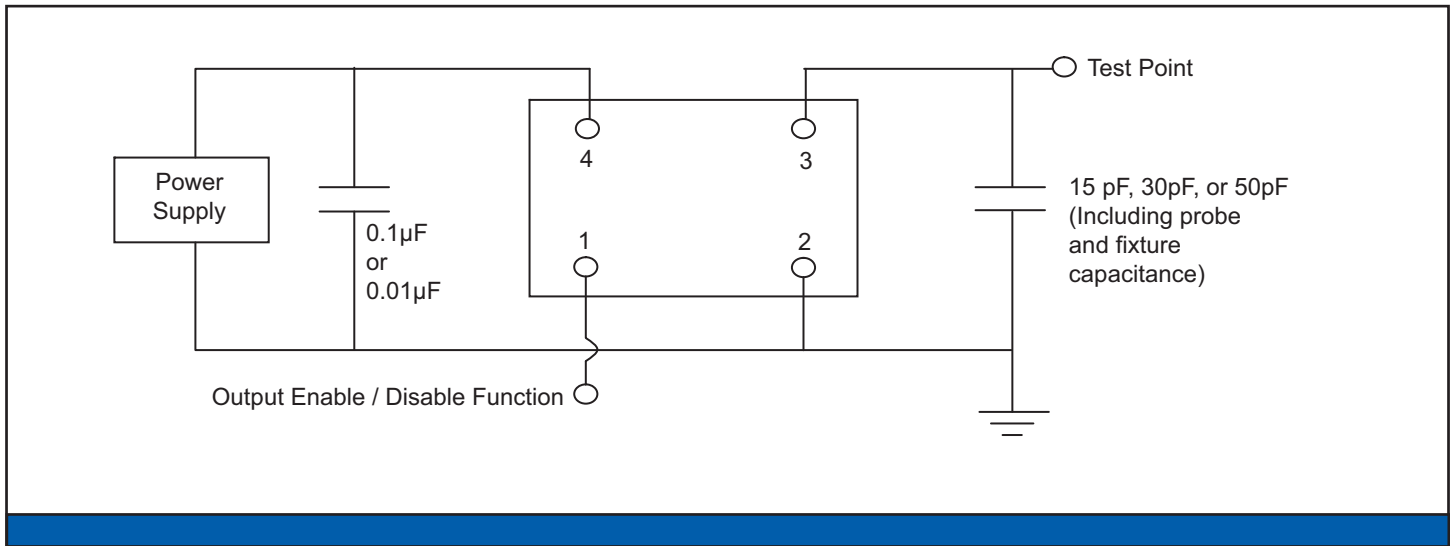 Test Point
4
3
Power
Supply
15 pF, 30pF, or 50pF
(Including probe
and fixture
capacitance)
0.1µF
or
0.01µF
1
2
Output Enable / Disable Function